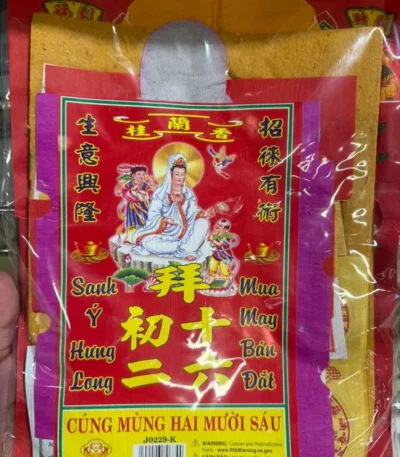 桂蘭香
生意興隆
招徠有術
拜
初二
十六
Sanh Ý Hưng Long
Mua May Bán Đắt
CÚNG MÙNG HAI MƯỜI SÁU
J0229-K
WARNING: Cancer and Reproductive
Harm - www.P65Warning.ca.gov